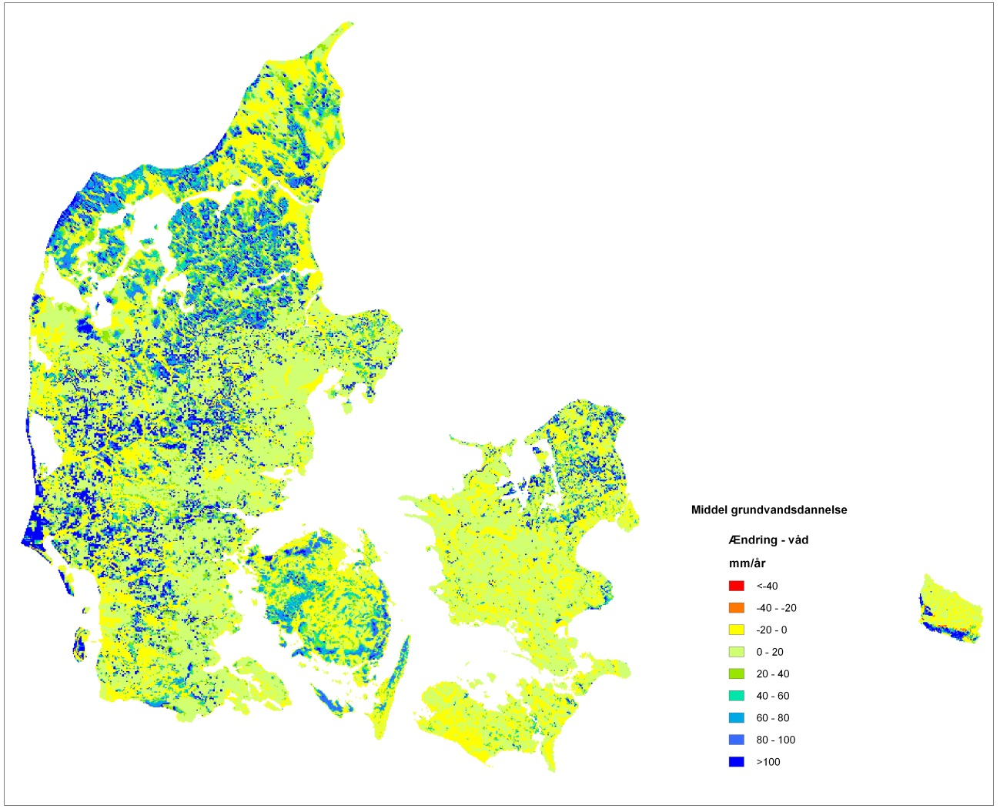 Middel grundvandsdannelse
Ændring - våd
mm/år
<-40
-40 - -20
-20 - 0
0 - 20
20 - 40
40 - 60
60 - 80
80 - 100
>100